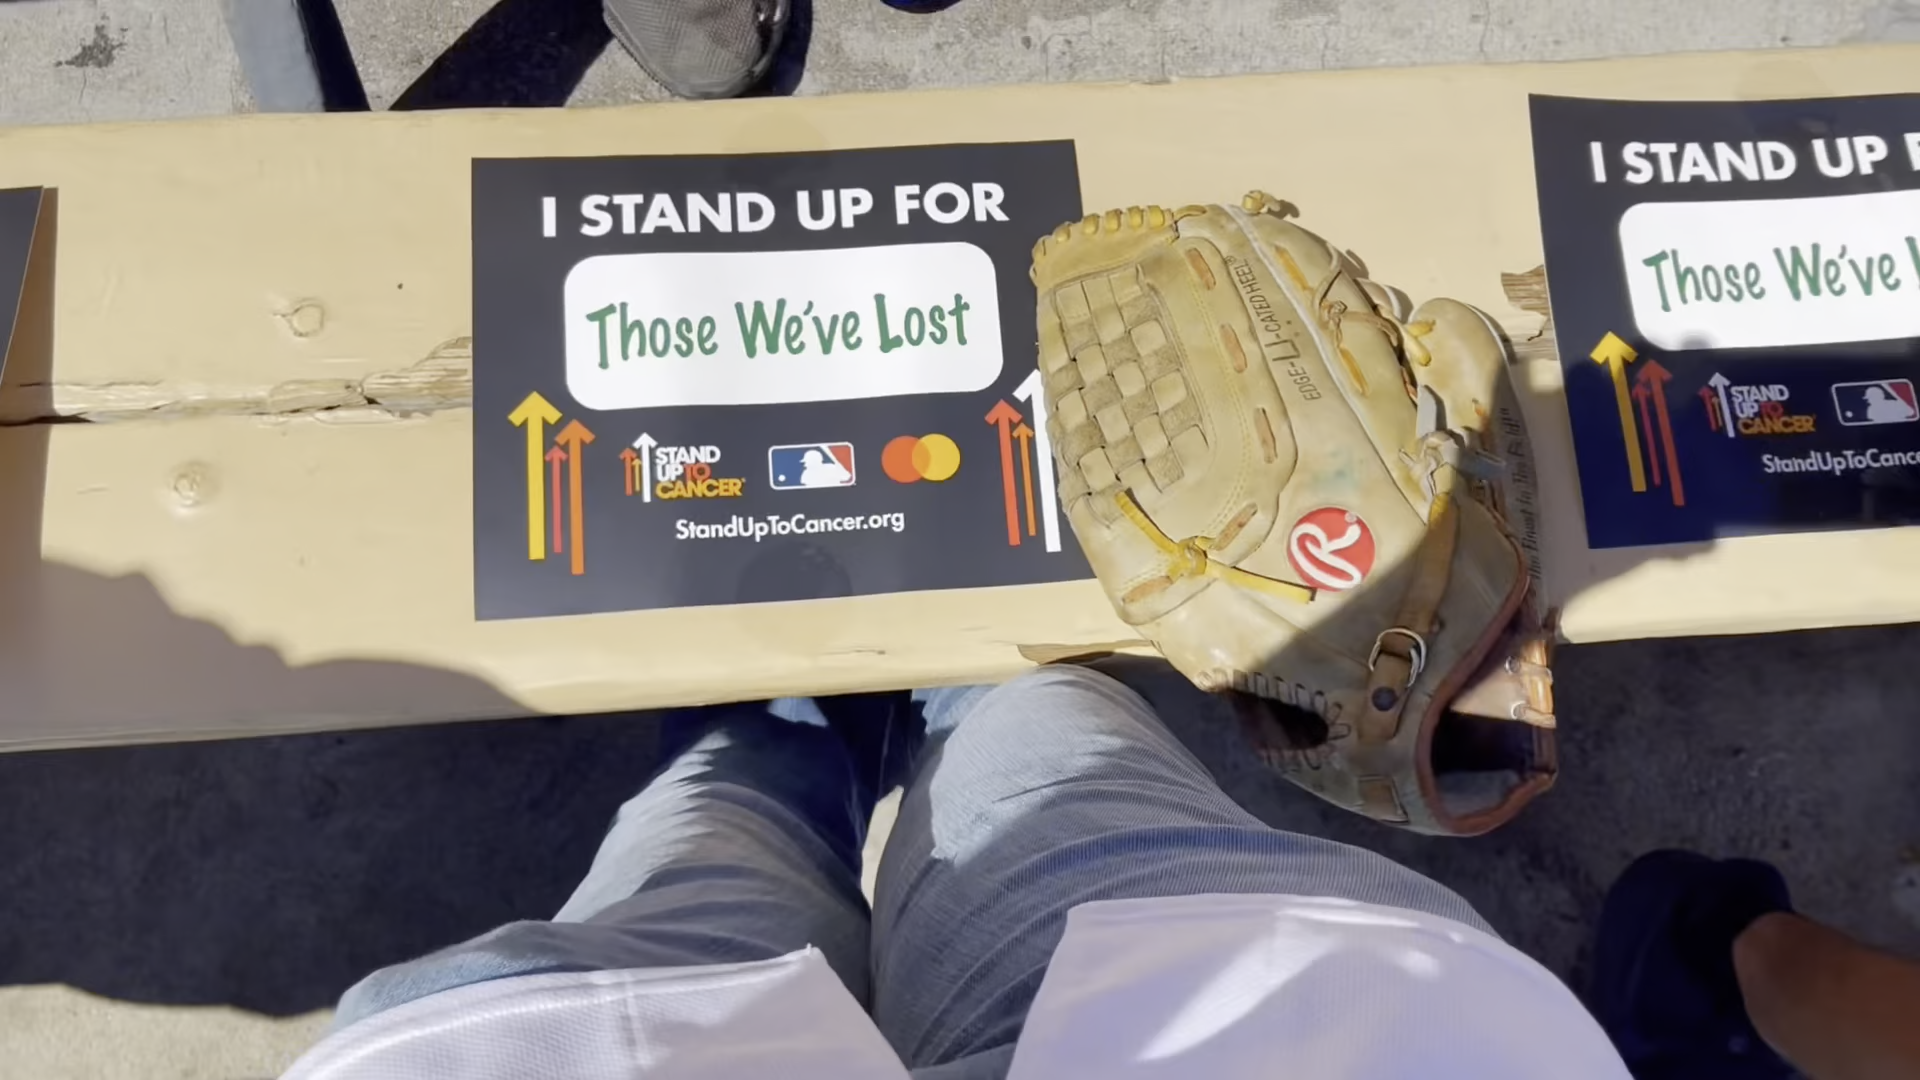 I STAND UP FOR
Those We've Lost
STAND
UP TO
CANCER
StandUpToCancer.org
EDGE-U-CATED HEEL®
R
I STAND UP
Those We've
STAND
UP TO
CANCER
StandUpToCance